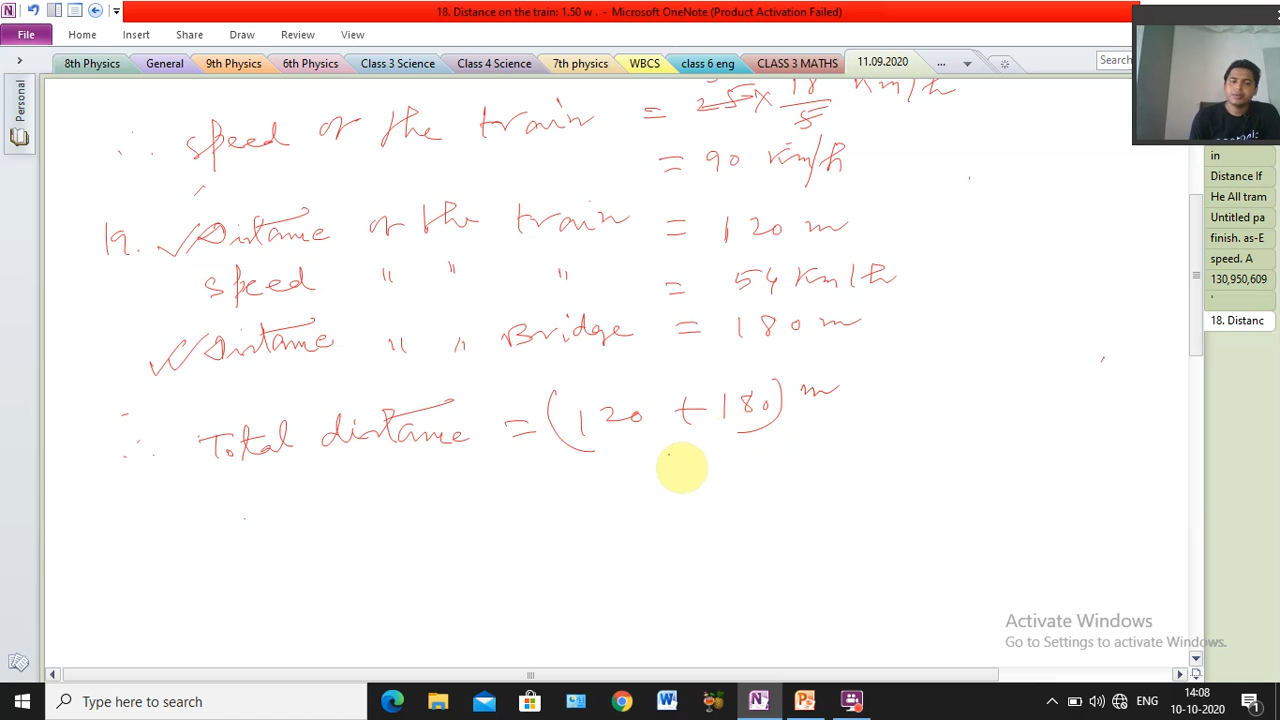 18. Distance on the train: 1.50 w . - Microsoft OneNote (Product Activation Failed)
File Home Insert Share Draw Review View
8th Physics General 9th Physics 6th Physics Class 3 Science Class 4 Science 7th physics WBCS class 6 eng CLASS 3 MATHS 11.09.2020 ... Search
Personal
25 × 18/5 Km/h
∴ speed of the train =
= 90 Km/h
19. Distance of the train = 120 m
speed " " " = 54 Km/h
Distance " " Bridge = 180 m
∴ Total distance = (120 + 180) m
in
Distance If
He All tram
Untitled pa
finish. as-E
speed. A
130,950,609
'
18. Distanc
Activate Windows
Go to Settings to activate Windows.
Type here to search
ENG
14:08
10-10-2020